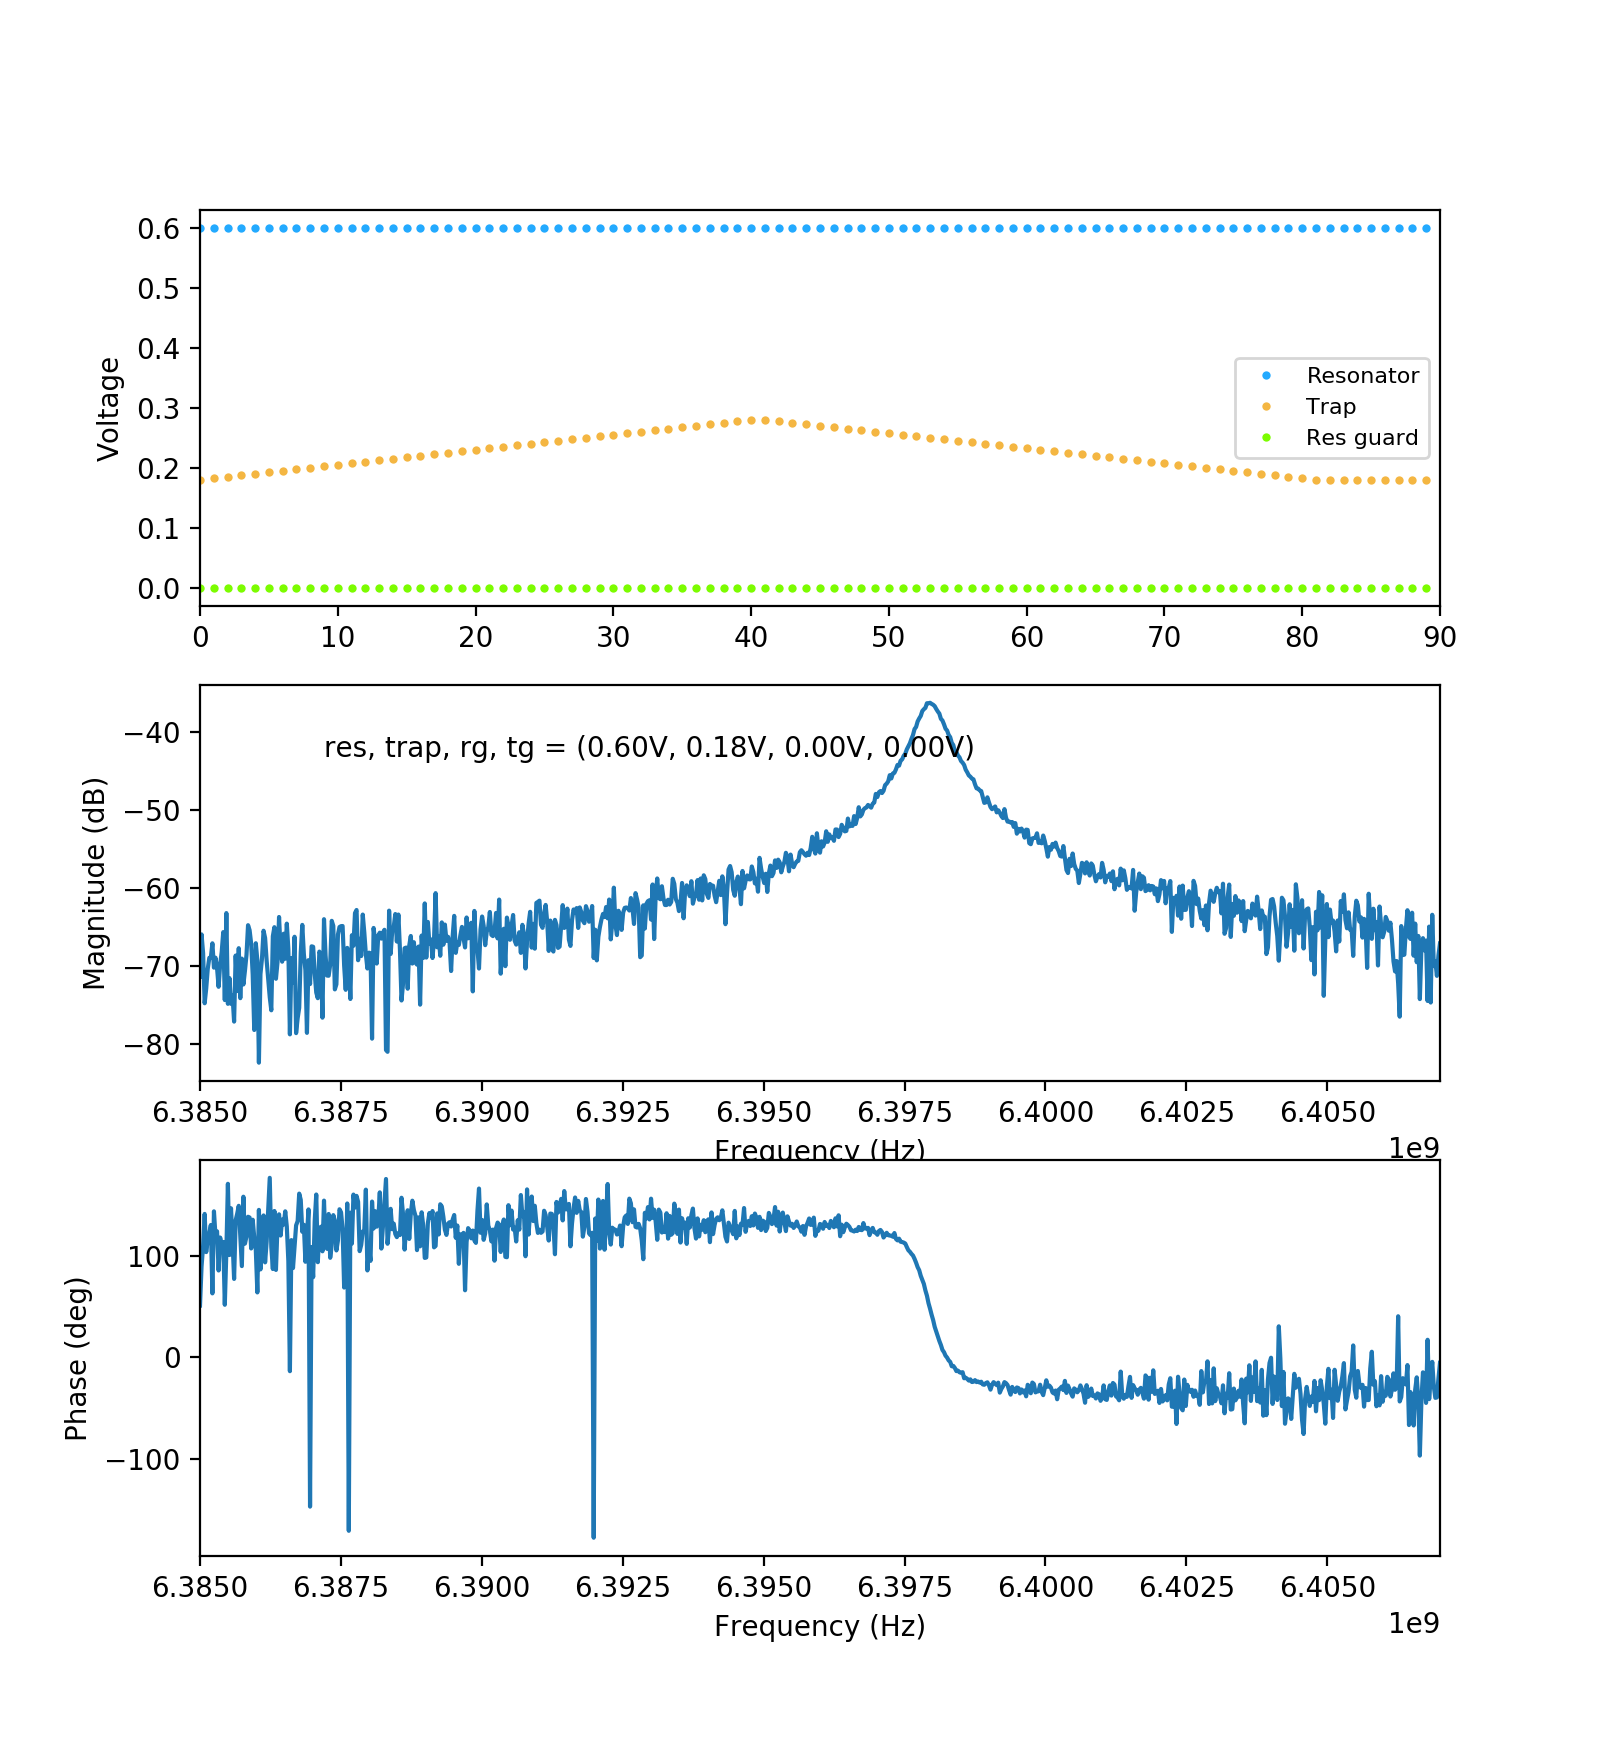 0.6
0.5
0.4
0.3
0.2
0.1
0.0
Voltage
Resonator
Trap
Res guard
0 10 20 30 40 50 60 70 80 90
−40
−50
−60
−70
−80
Magnitude (dB)
res, trap, rg, tg = (0.60V, 0.18V, 0.00V, 0.00V)
6.3850 6.3875 6.3900 6.3925 6.3950 6.3975 6.4000 6.4025 6.4050
Frequency (Hz)
1e9
100
0
−100
Phase (deg)
6.3850 6.3875 6.3900 6.3925 6.3950 6.3975 6.4000 6.4025 6.4050
Frequency (Hz)
1e9